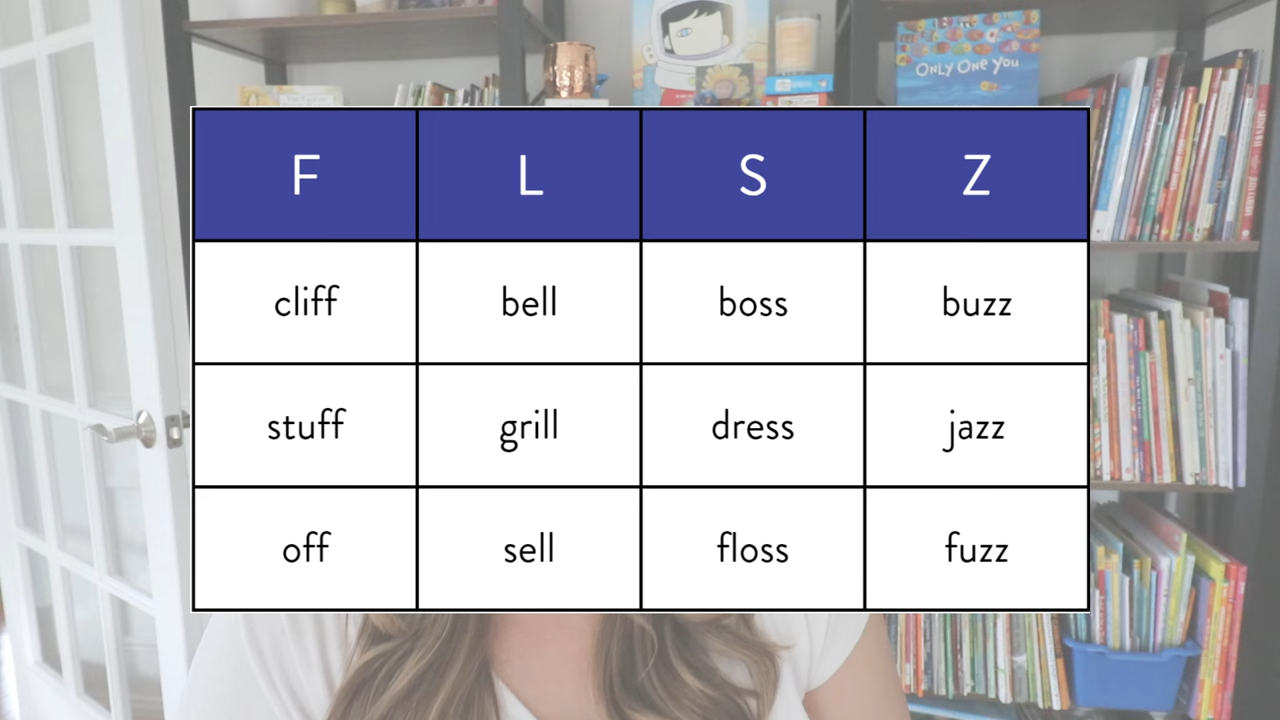 ONLY ONE YOU
F L S Z
cliff bell boss buzz
stuff grill dress jazz
off sell floss fuzz